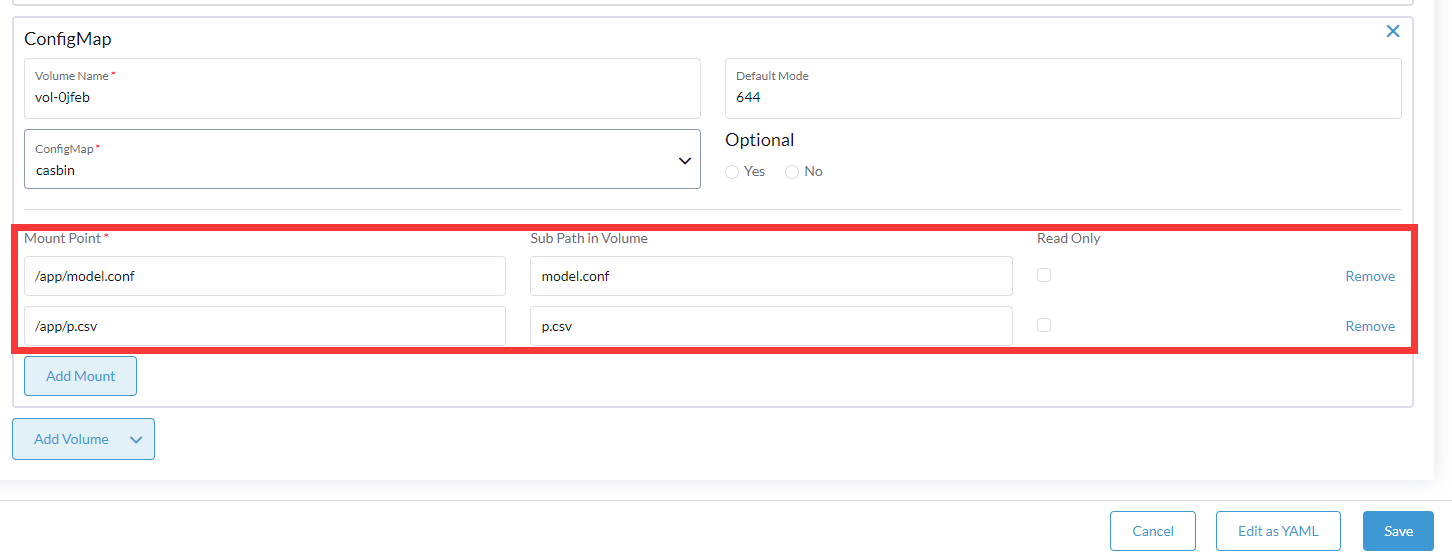 ConfigMap
Volume Name *
vol-0jfeb
Default Mode
644
ConfigMap *
casbin
Optional
Yes No
Mount Point * Sub Path in Volume Read Only
/app/model.conf model.conf Remove
/app/p.csv p.csv Remove
Add Mount
Add Volume
Cancel Edit as YAML Save